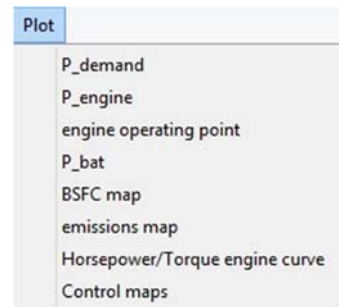 Plot
P_demand
P_engine
engine operating point
P_bat
BSFC map
emissions map
Horsepower/Torque engine curve
Control maps